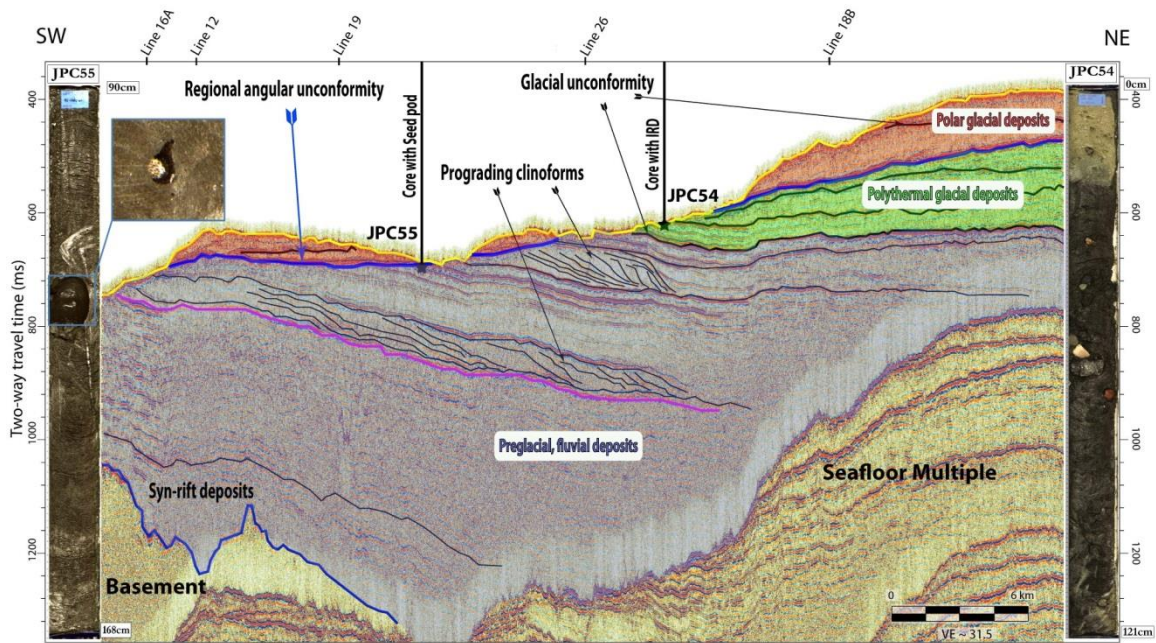 SW
Line 16A
Line 12
Line 19
Line 26
Line 18B
NE
JPC55
90cm
168cm
Two-way travel time (ms)
400
600
800
1000
1200
Regional angular unconformity
Core with Seed pod
JPC55
Prograding clinoforms
Glacial unconformity
Core with IRD
JPC54
Polar glacial deposits
Polythermal glacial deposits
Preglacial, fluvial deposits
Syn-rift deposits
Basement
Seafloor Multiple
0
6 km
VE ~ 31.5
JPC54
0cm
400
600
800
1000
1200
121cm